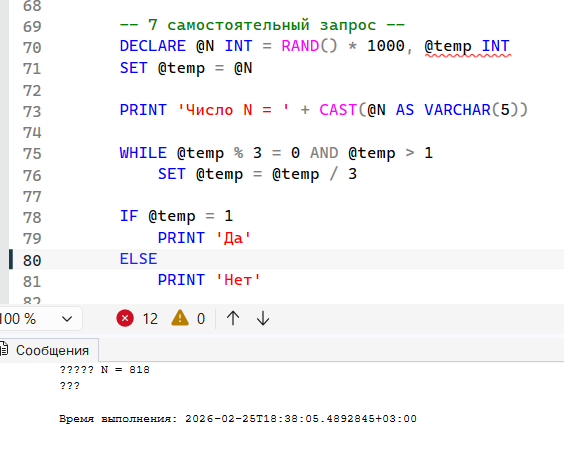 68
69 -- 7 самостоятельный запрос --
70 DECLARE @N INT = RAND() * 1000, @temp INT
71 SET @temp = @N
72
73 PRINT 'Число N = ' + CAST(@N AS VARCHAR(5))
74
75 WHILE @temp % 3 = 0 AND @temp > 1
76 SET @temp = @temp / 3
77
78 IF @temp = 1
79 PRINT 'Да'
80 ELSE
81 PRINT 'Нет'
82
100 % 12 0
Сообщения
????? N = 818
???
Время выполнения: 2026-02-25T18:38:05.4892845+03:00